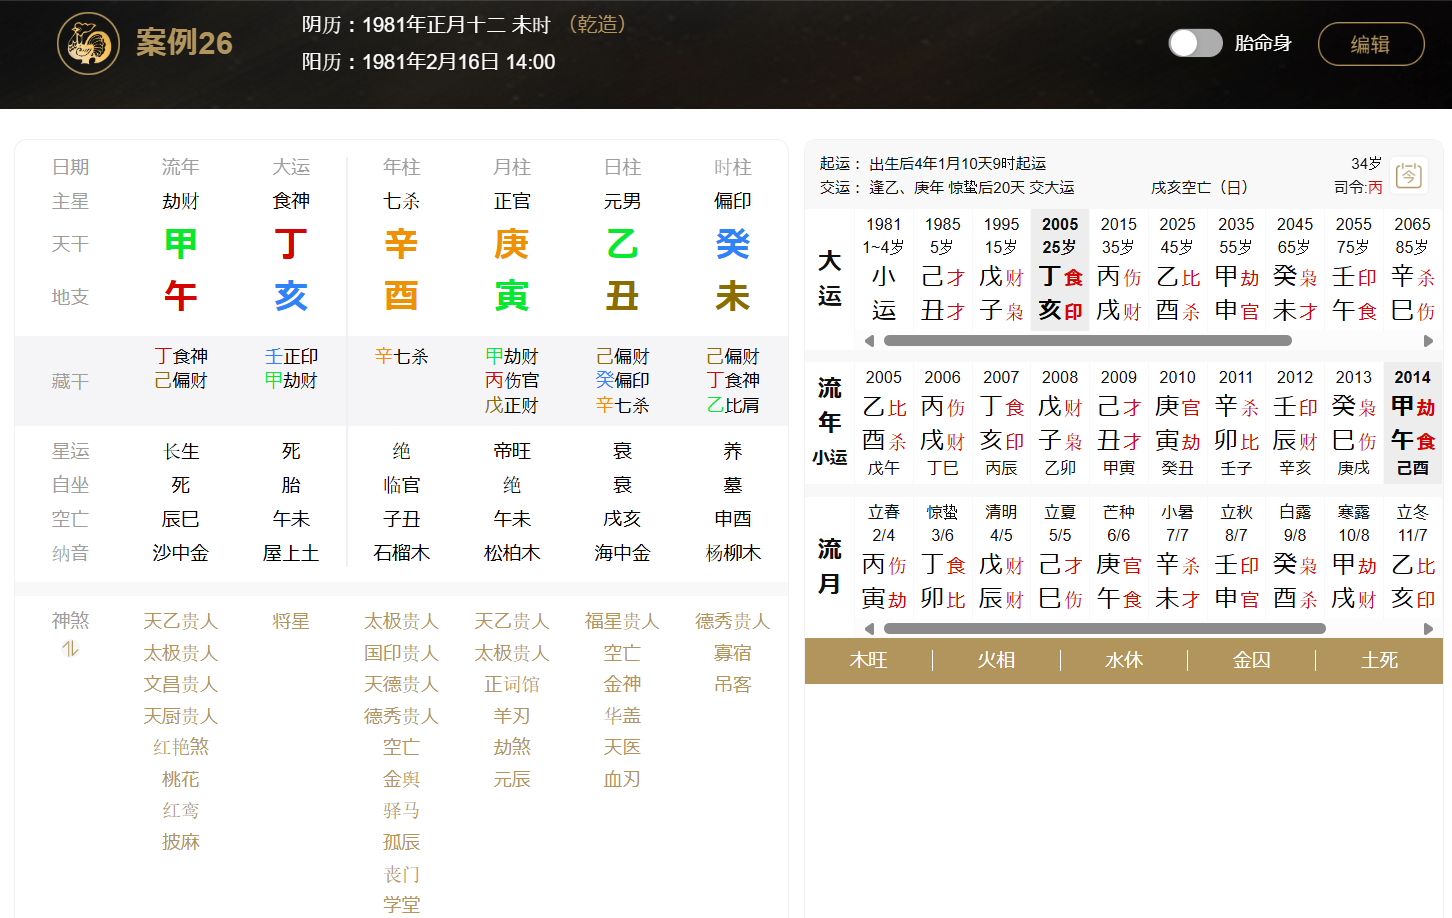 案例26
阴历：1981年正月十二 未时 （乾造）
阳历：1981年2月16日 14:00
胎命身
编辑
日期 流年 大运 年柱 月柱 日柱 时柱
主星 劫财 食神 七杀 正官 元男 偏印
天干 甲 丁 辛 庚 乙 癸
地支 午 亥 酉 寅 丑 未
藏干
丁食神 壬正印 辛七杀 甲劫财 己偏财 己偏财
己偏财 甲劫财 丙伤官 癸偏印 丁食神
戊正财 辛七杀 乙比肩
星运 长生 死 绝 帝旺 衰 养
自坐 死 胎 临官 绝 衰 墓
空亡 辰巳 午未 子丑 午未 戌亥 申酉
纳音 沙中金 屋上土 石榴木 松柏木 海中金 杨柳木
神煞 天乙贵人 将星 太极贵人 天乙贵人 福星贵人 德秀贵人
太极贵人 国印贵人 太极贵人 空亡 寡宿
文昌贵人 天德贵人 正词馆 金神 吊客
天厨贵人 德秀贵人 羊刃 华盖
红艳煞 空亡 劫煞 天医
桃花 金舆 元辰 血刃
红鸾 驿马
披麻 孤辰
丧门
学堂
起运： 出生后4年1月10天9时起运 34岁
交运： 逢乙、庚年 惊蛰后20天 交大运 戌亥空亡（日） 司令:丙
今
大运
1981 1985 1995 2005 2015 2025 2035 2045 2055 2065
1~4岁 5岁 15岁 25岁 35岁 45岁 55岁 65岁 75岁 85岁
小 己才 戊财 丁食 丙伤 乙比 甲劫 癸枭 壬印 辛杀
运 丑才 子枭 亥印 戌财 酉杀 申官 未才 午食 巳伤
流年
小运
2005 2006 2007 2008 2009 2010 2011 2012 2013 2014
乙比 丙伤 丁食 戊财 己才 庚官 辛杀 壬印 癸枭 甲劫
酉杀 戌财 亥印 子枭 丑才 寅劫 卯比 辰财 巳伤 午食
戊午 丁巳 丙辰 乙卯 甲寅 癸丑 壬子 辛亥 庚戌 己酉
流月
立春 惊蛰 清明 立夏 芒种 小暑 立秋 白露 寒露 立冬
2/4 3/6 4/5 5/5 6/6 7/7 8/7 9/8 10/8 11/7
丙伤 丁食 戊财 己才 庚官 辛杀 壬印 癸枭 甲劫 乙比
寅劫 卯比 辰财 巳伤 午食 未才 申官 酉杀 戌财 亥印
木旺 火相 水休 金囚 土死